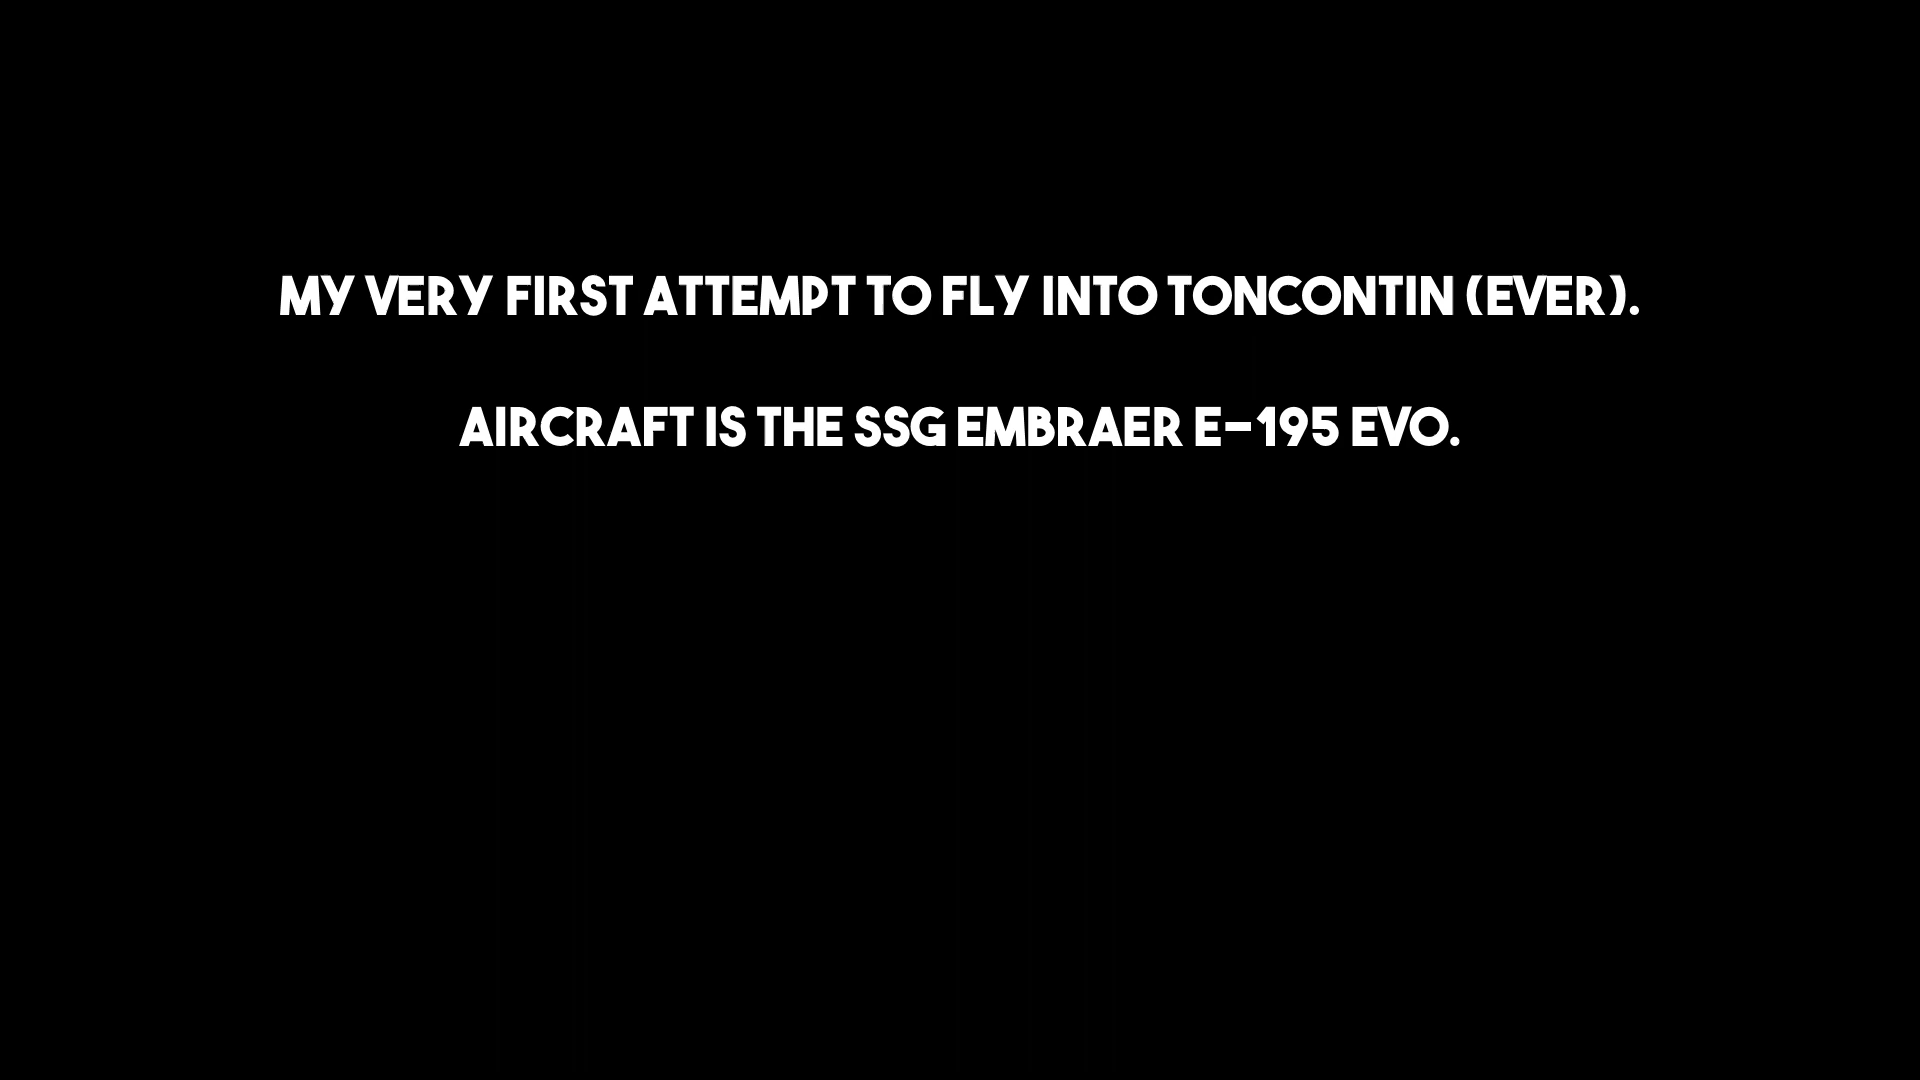 MY VERY FIRST ATTEMPT TO FLY INTO TONCONTIN (EVER).
AIRCRAFT IS THE SSG EMBRAER E-195 EVO.